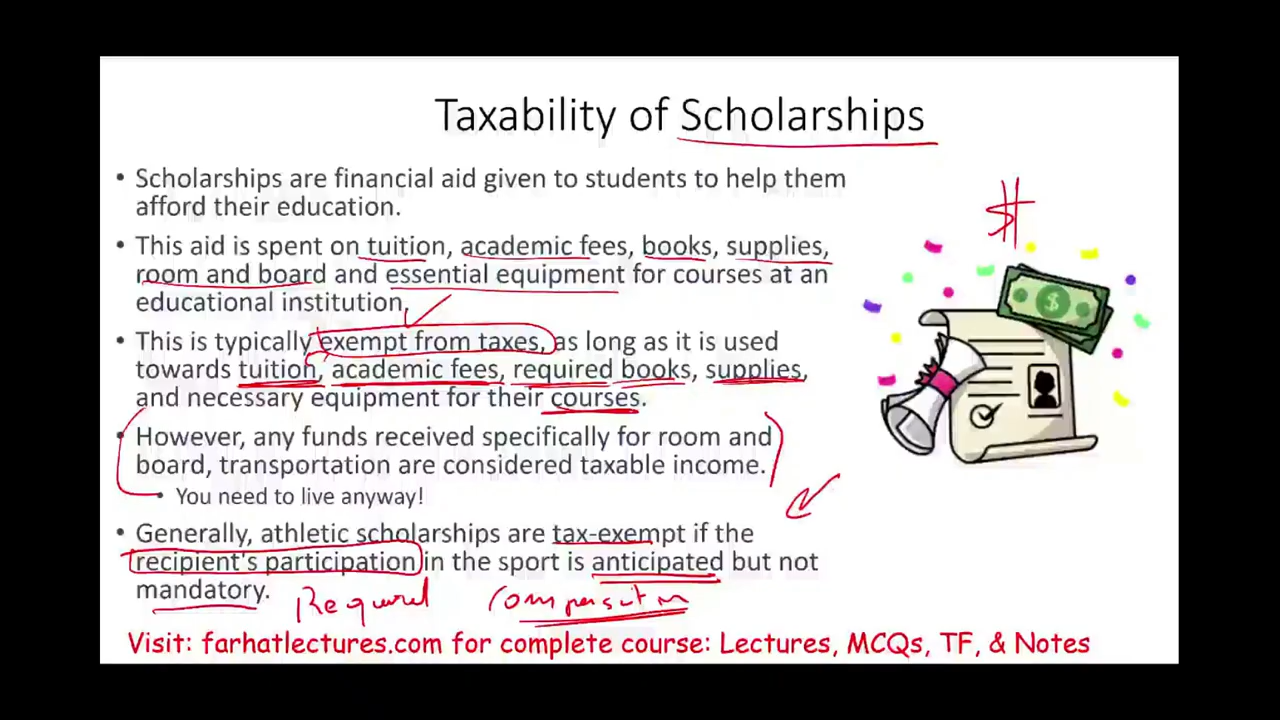 Taxability of Scholarships
• Scholarships are financial aid given to students to help them
afford their education.
• This aid is spent on tuition, academic fees, books, supplies,
room and board and essential equipment for courses at an
educational institution,
• This is typically exempt from taxes, as long as it is used
towards tuition, academic fees, required books, supplies,
and necessary equipment for their courses.
• However, any funds received specifically for room and
board, transportation are considered taxable income.
• You need to live anyway!
• Generally, athletic scholarships are tax-exempt if the
recipient's participation in the sport is anticipated but not
mandatory.
Required Compensation
Visit: farhatlectures.com for complete course: Lectures, MCQs, TF, & Notes
$
$